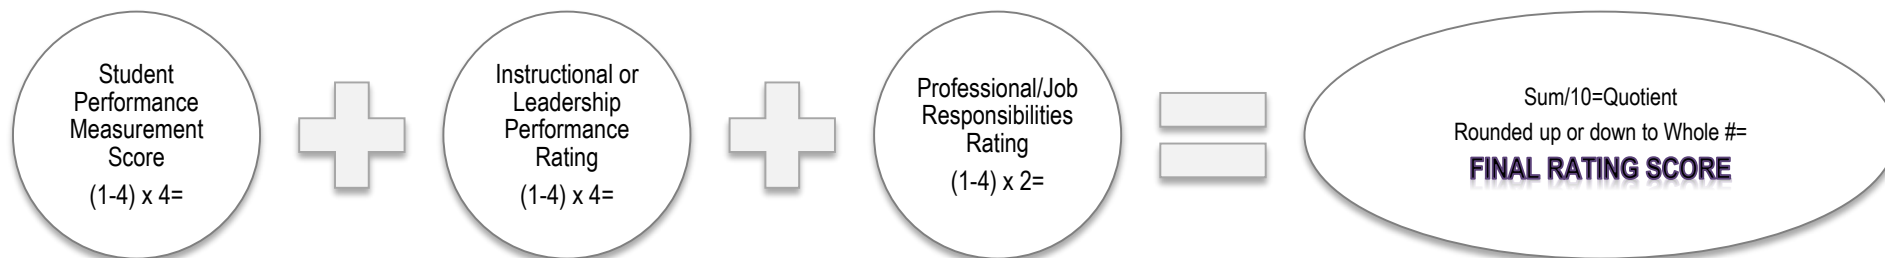 Student
Performance
Measurement
Score
(1-4) x 4=
Instructional or
Leadership
Performance
Rating
(1-4) x 4=
Professional/Job
Responsibilities
Rating
(1-4) x 2=
Sum/10=Quotient
Rounded up or down to Whole #=
FINAL RATING SCORE